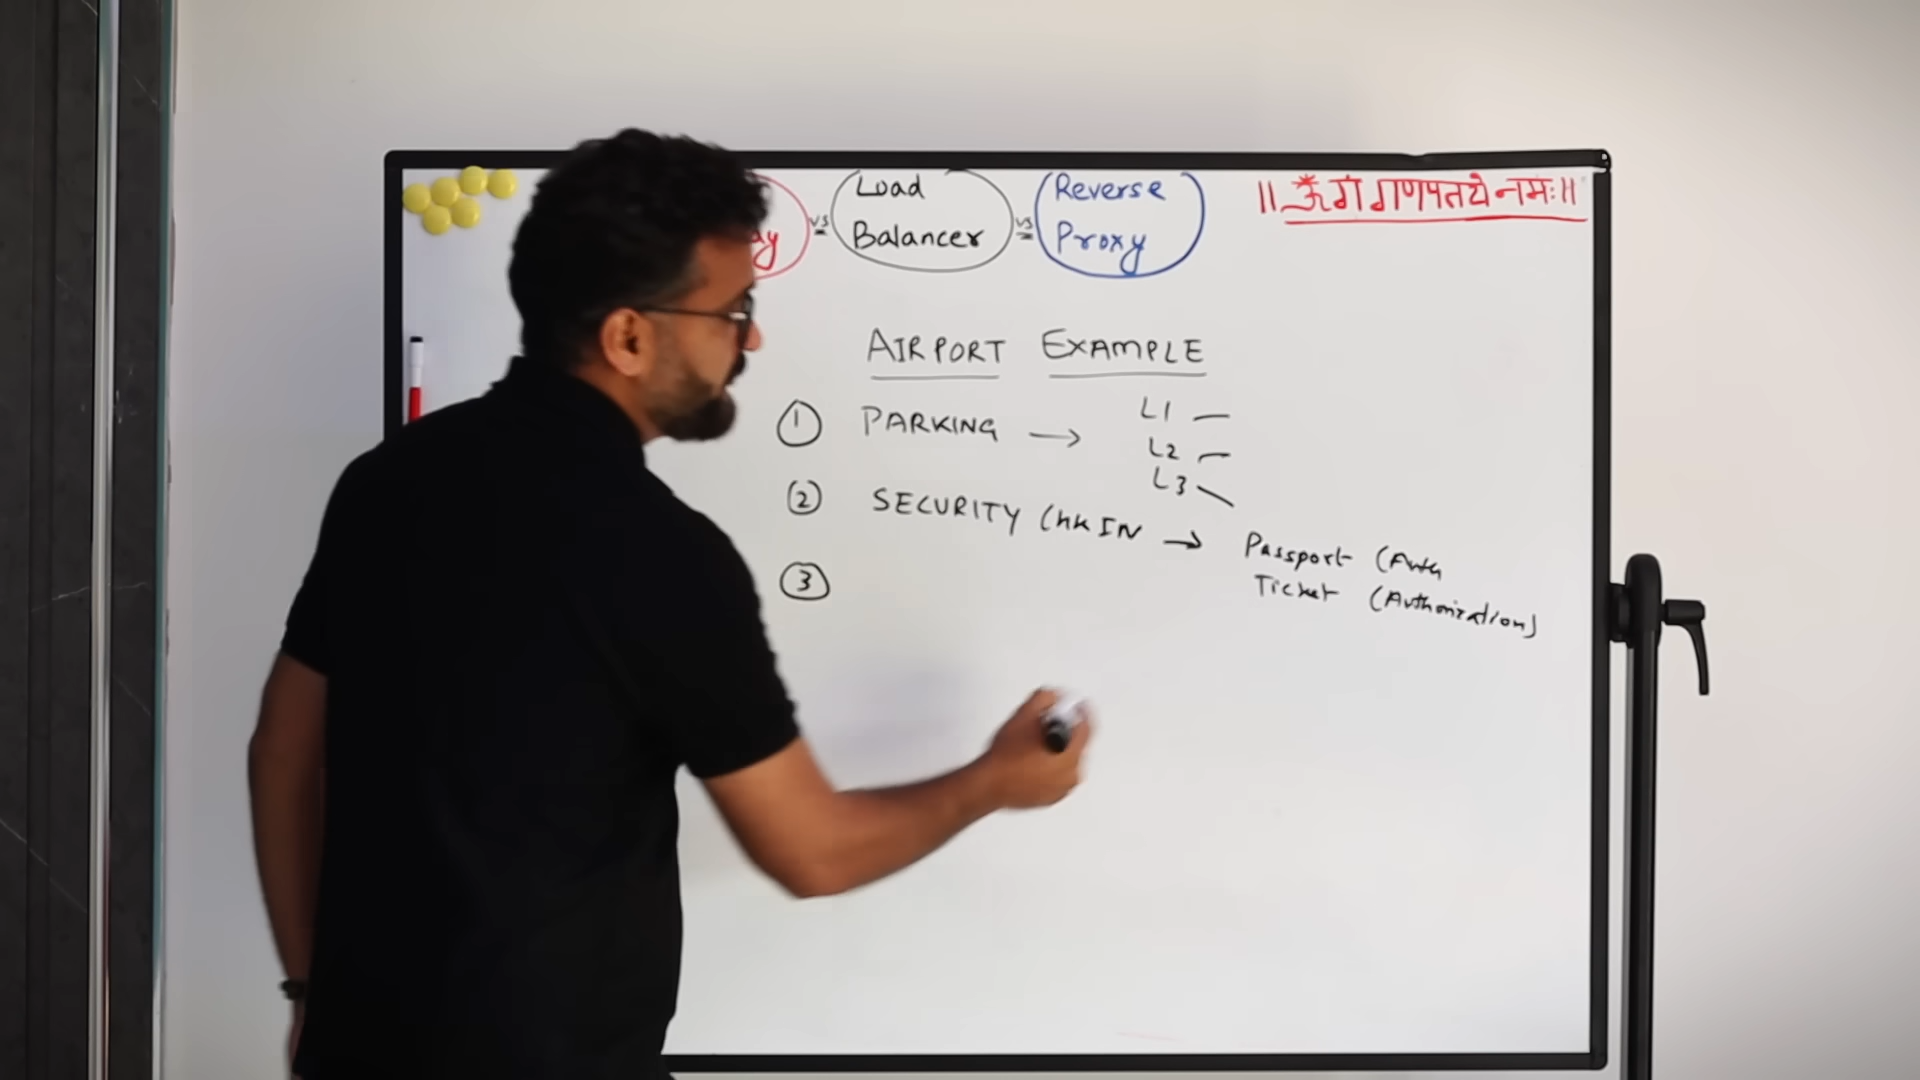 ay vs Load Balancer vs Reverse Proxy
॥ ॐ गं गणपतये नमः॥
AIRPORT EXAMPLE
1 PARKING → L1 —
L2 —
L3
2 SECURITY CHK IN → Passport (Auth
Ticket (Authorization)
3